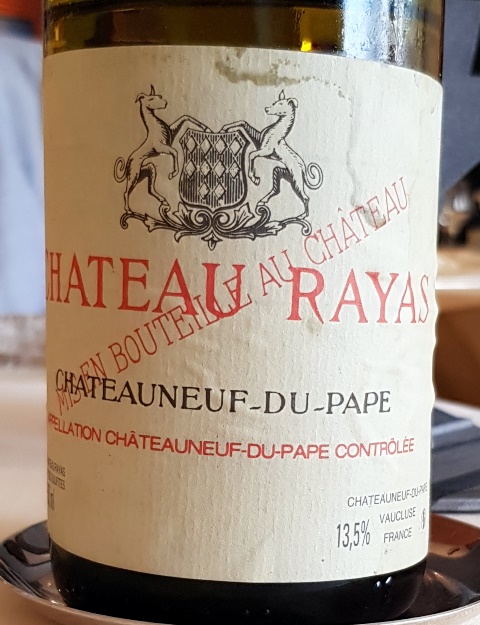 CHATEAU RAYAS
MIS EN BOUTEILLE AU CHÂTEAU
CHATEAUNEUF-DU-PAPE
APPELLATION CHÂTEAUNEUF-DU-PAPE CONTRÔLÉE
CHATEAUNEUF-DU-PAPE
VAUCLUSE
13,5% FRANCE